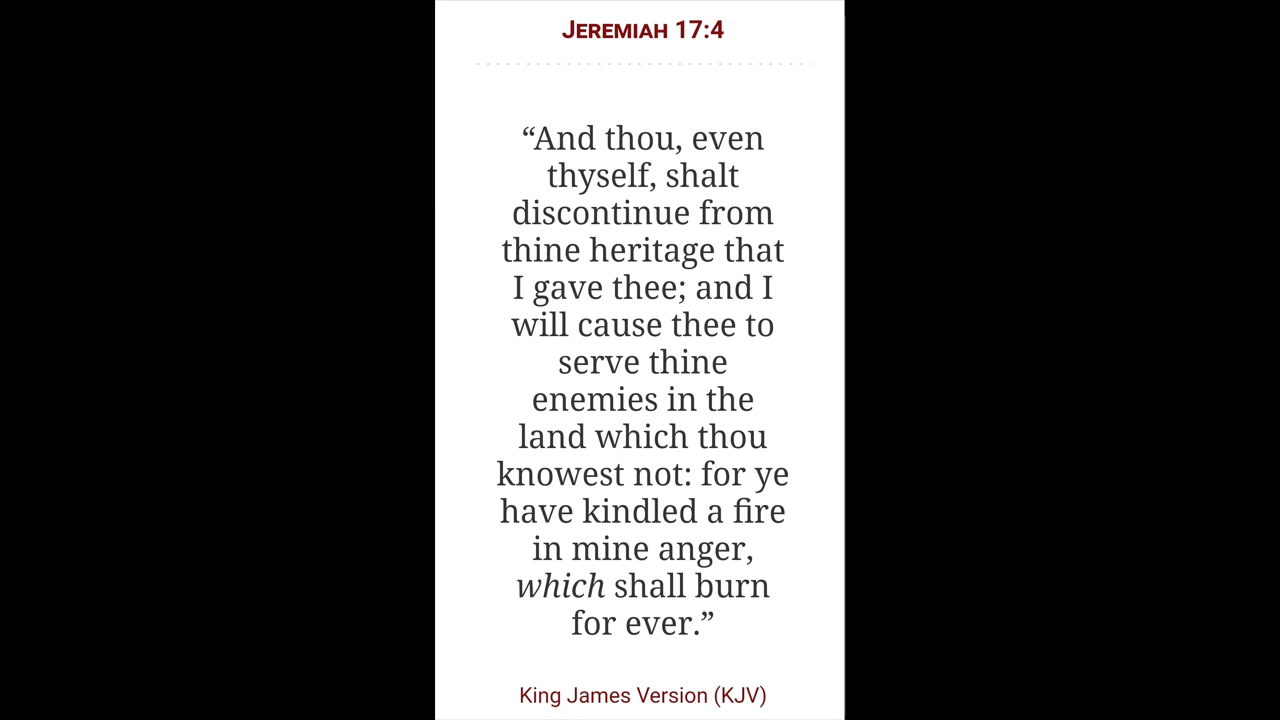 Jeremiah 17:4
“And thou, even
thyself, shalt
discontinue from
thine heritage that
I gave thee; and I
will cause thee to
serve thine
enemies in the
land which thou
knowest not: for ye
have kindled a fire
in mine anger,
which shall burn
for ever.”
King James Version (KJV)